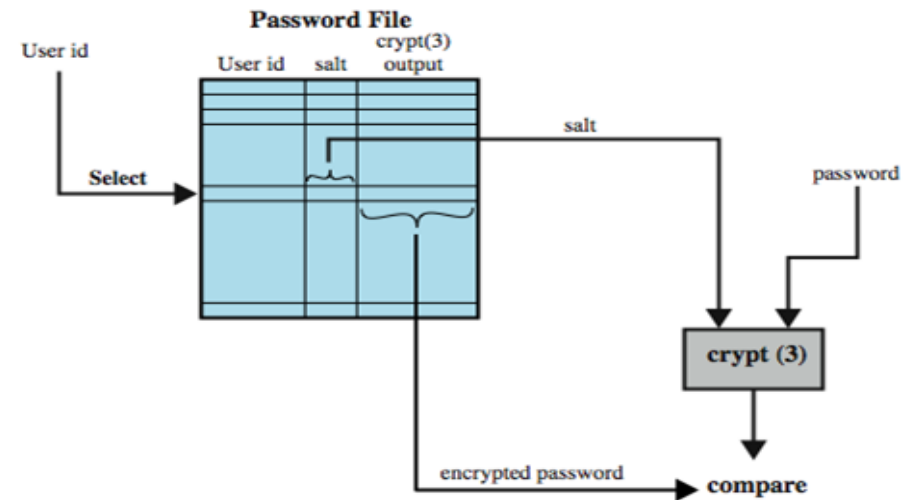 Password File
User id
User id salt crypt(3) output
salt
Select
password
crypt (3)
encrypted password
compare